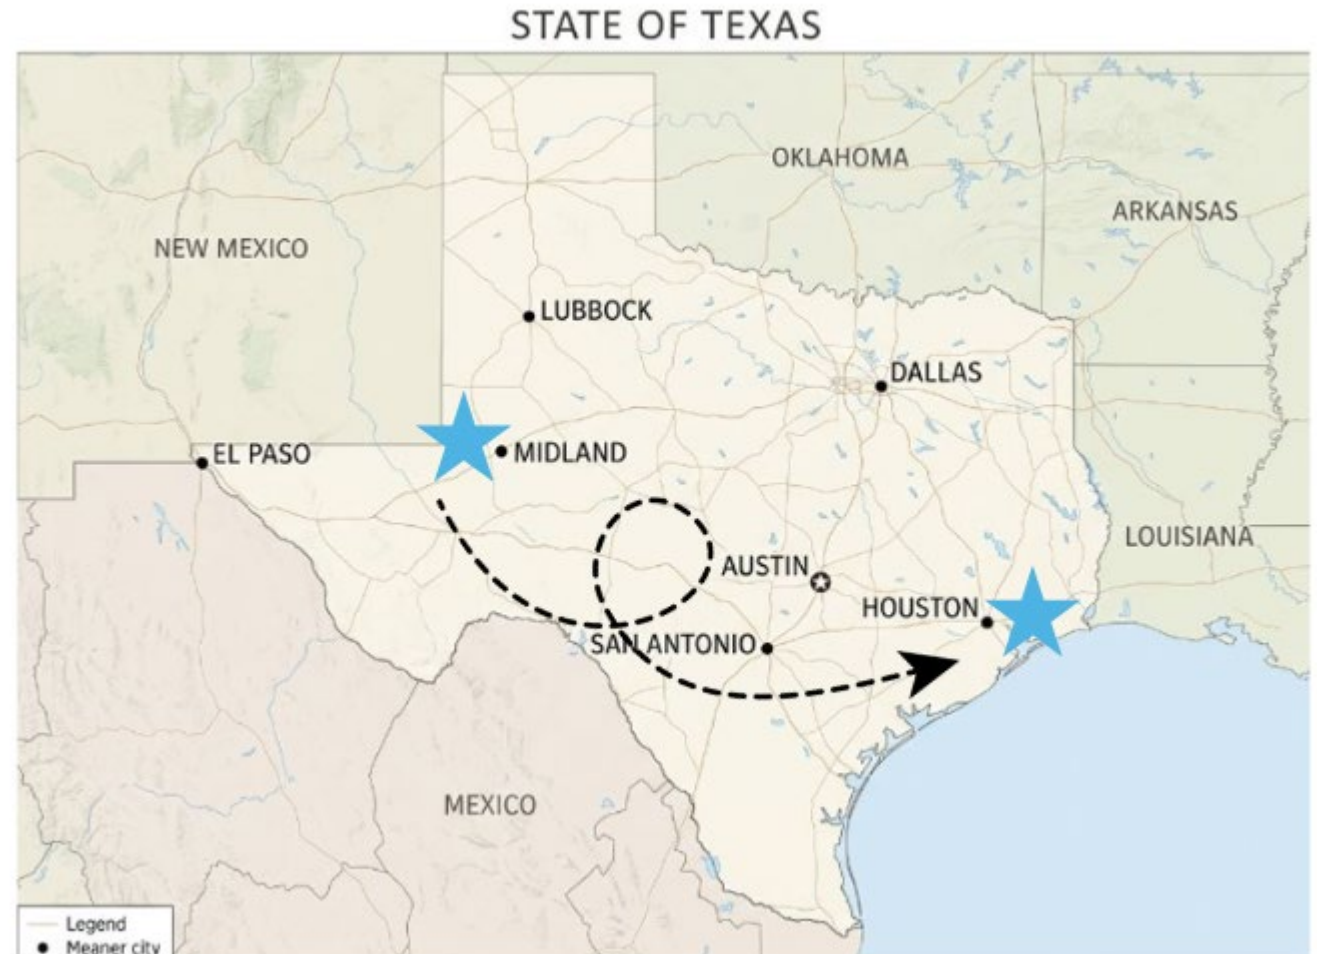 STATE OF TEXAS
OKLAHOMA
ARKANSAS
NEW MEXICO
LUBBOCK
DALLAS
EL PASO
MIDLAND
LOUISIANA
AUSTIN
HOUSTON
SAN ANTONIO
MEXICO
Legend
Meaner city